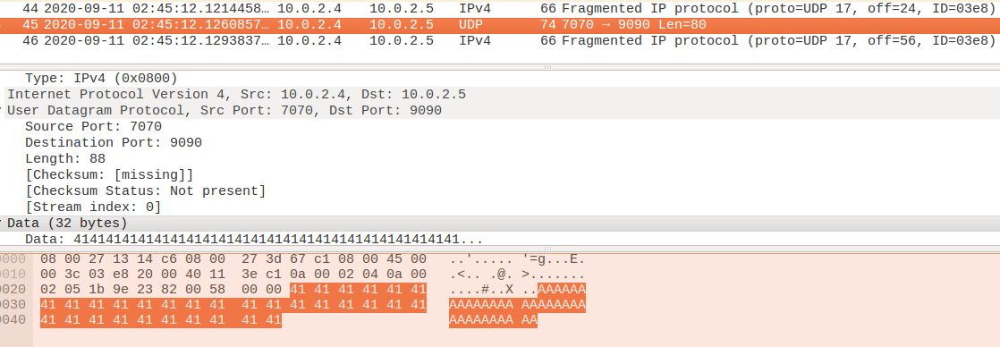 44 2020-09-11 02:45:12.1214458… 10.0.2.4 10.0.2.5 IPv4 66 Fragmented IP protocol (proto=UDP 17, off=24, ID=03e8)
45 2020-09-11 02:45:12.1260857… 10.0.2.4 10.0.2.5 UDP 74 7070 → 9090 Len=80
46 2020-09-11 02:45:12.1293837… 10.0.2.4 10.0.2.5 IPv4 66 Fragmented IP protocol (proto=UDP 17, off=56, ID=03e8)
Type: IPv4 (0x0800)
Internet Protocol Version 4, Src: 10.0.2.4, Dst: 10.0.2.5
User Datagram Protocol, Src Port: 7070, Dst Port: 9090
Source Port: 7070
Destination Port: 9090
Length: 88
[Checksum: [missing]]
[Checksum Status: Not present]
[Stream index: 0]
Data (32 bytes)
Data: 414141414141414141414141414141414141414141414141...
0000 08 00 27 13 14 c6 08 00 27 3d 67 c1 08 00 45 00 ..'..... '=g...E.
0010 00 3c 03 e8 20 00 40 11 3e c1 0a 00 02 04 0a 00 .<.. .@. >.......
0020 02 05 1b 9e 23 82 00 58 00 00 41 41 41 41 41 41 ....#..X ..AAAAAA
0030 41 41 41 41 41 41 41 41 41 41 41 41 41 41 41 41 AAAAAAAA AAAAAAAA
0040 41 41 41 41 41 41 41 41 41 41 AAAAAAAA AA